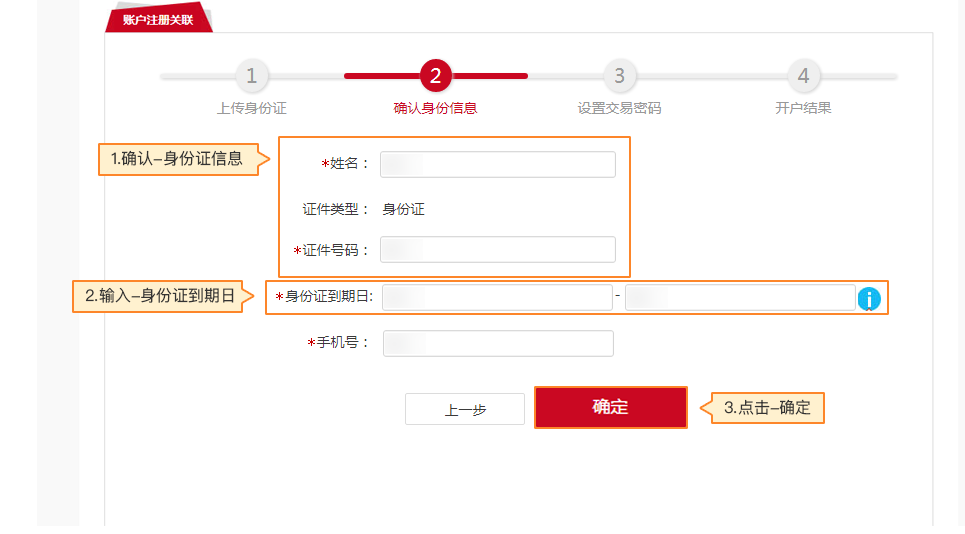 账户注册关联
1 2 3 4
上传身份证 确认身份信息 设置交易密码 开户结果
1.确认–身份证信息
*姓名：
证件类型： 身份证
*证件号码：
2.输入–身份证到期日
*身份证到期日: -
i
*手机号：
上一步 确定
3.点击–确定